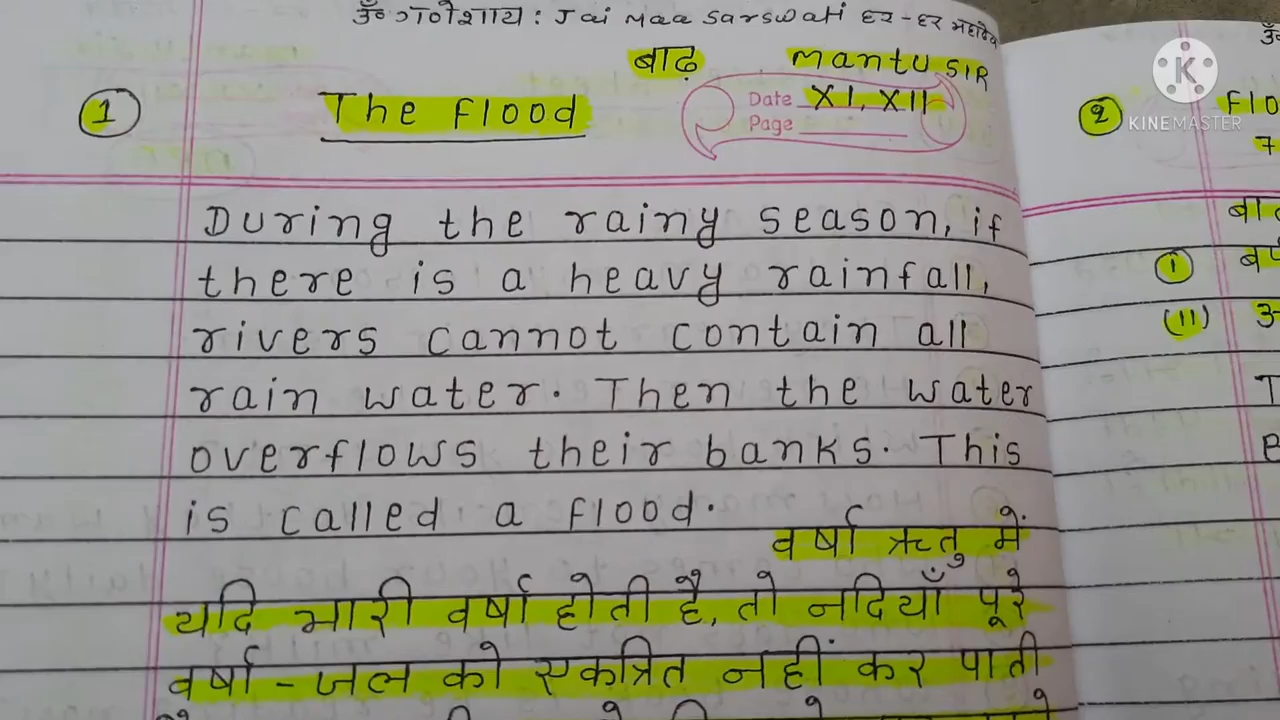 ॐ गणेशाय: Jai Maa Sarswati हर-हर महादेव
बाढ़ Mantu SIR
1 The Flood
Date XI, XII
Page
During the rainy season, if
there is a heavy rainfall,
rivers cannot contain all
rain water. Then the water
overflows their banks. This
is called a flood.
वर्षा ऋतु में
यदि भारी वर्षा होती है, तो नदियाँ पूरे
वर्षा-जल को एकत्रित नहीं कर पाती
2 Flo
KINEMASTER
(i)
(II)